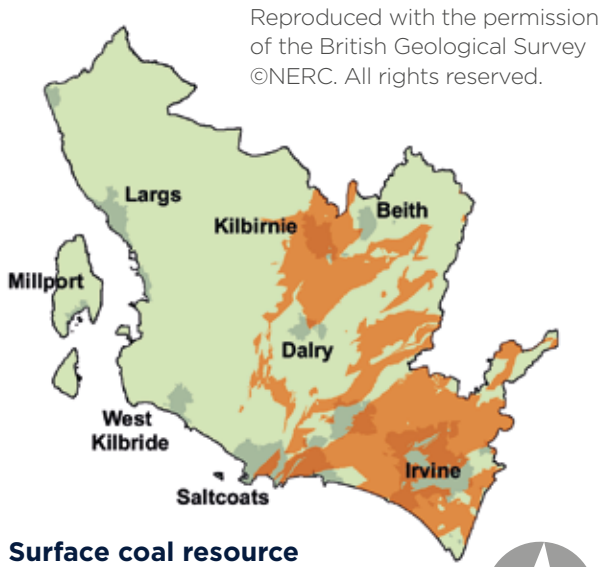 Reproduced with the permission
of the British Geological Survey
©NERC. All rights reserved.
Largs
Kilbirnie
Beith
Millport
Dalry
West
Kilbride
Irvine
Saltcoats
Surface coal resource